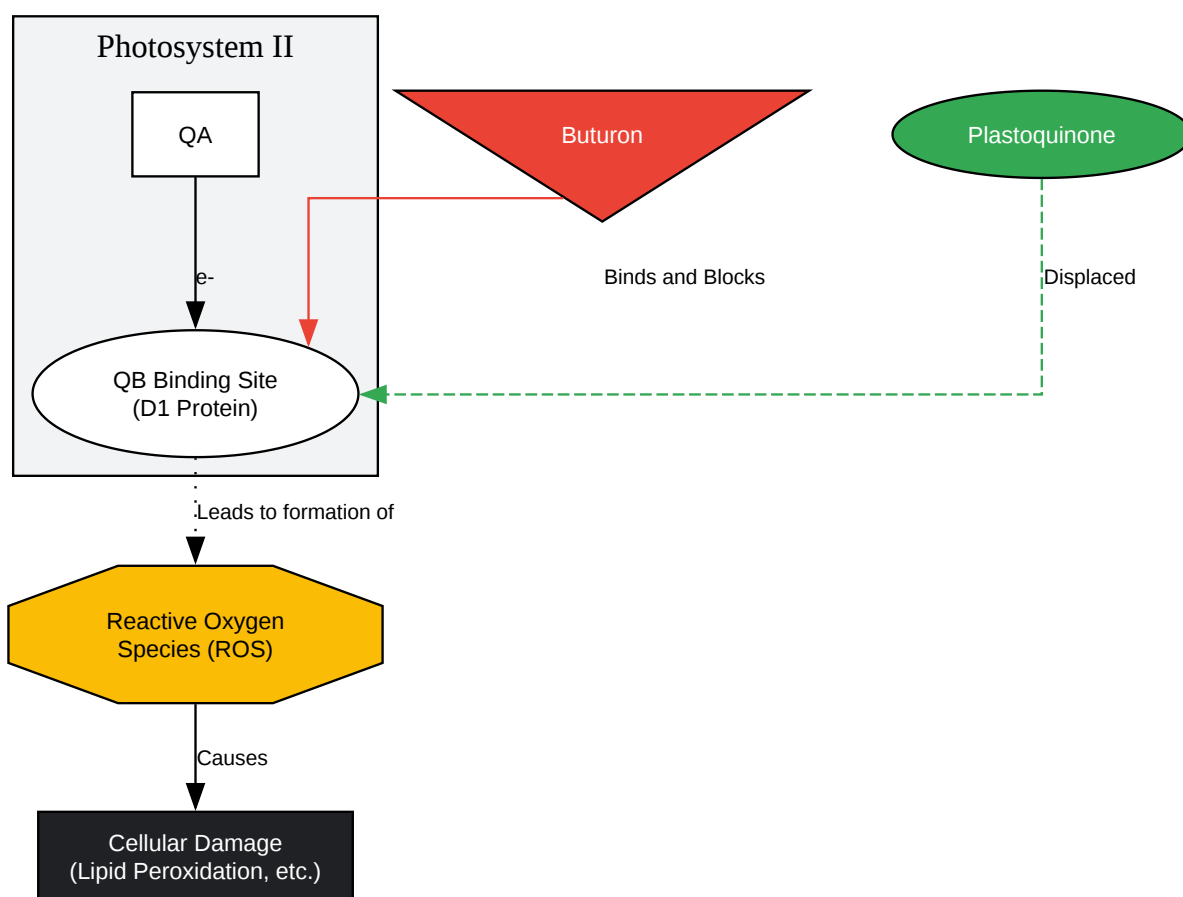 Photosystem II
QA
Buturon
Plastoquinone
e-
Binds and Blocks
Displaced
QB Binding Site
(D1 Protein)
Leads to formation of
Reactive Oxygen
Species (ROS)
Causes
Cellular Damage
(Lipid Peroxidation, etc.)